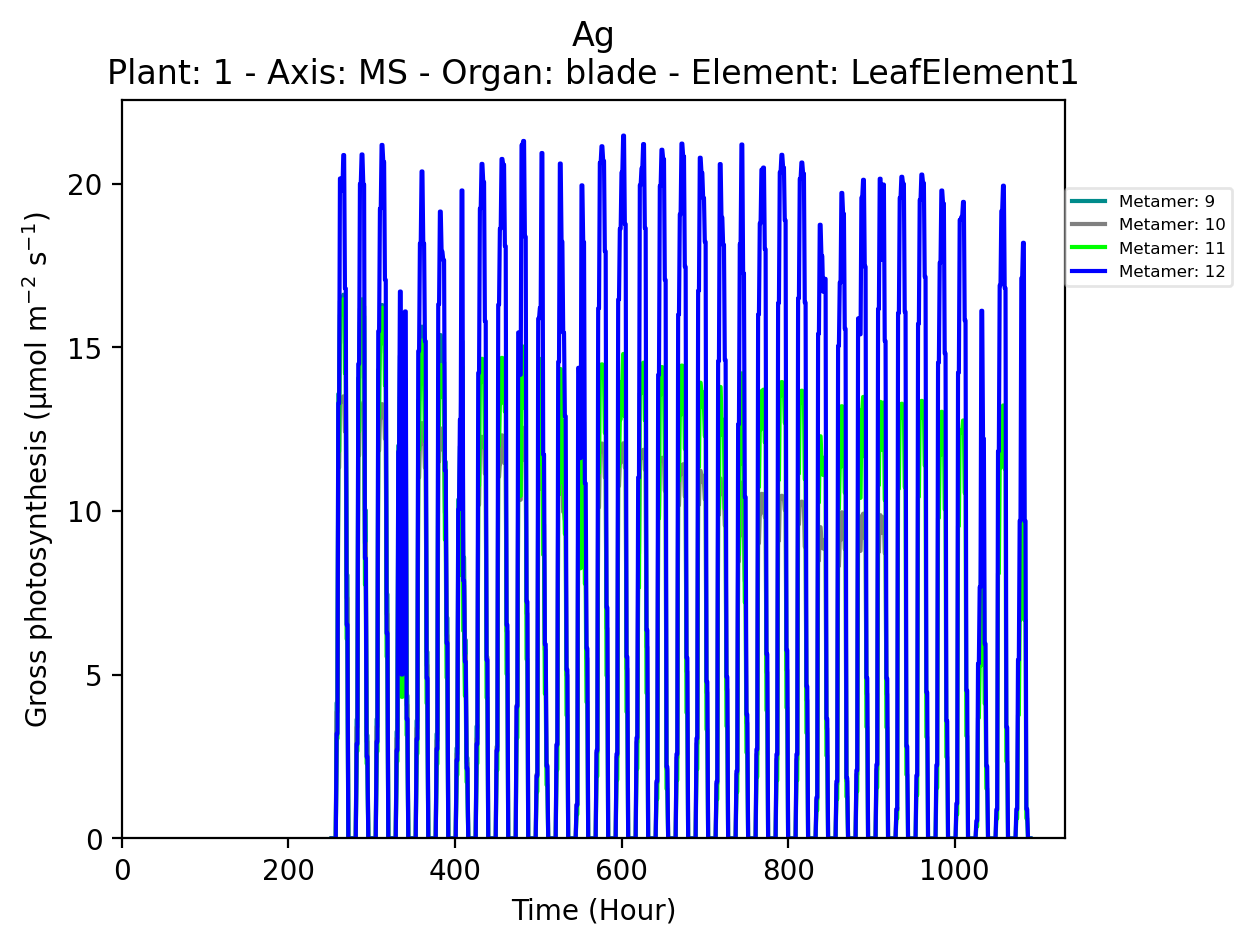 Ag
Plant: 1 - Axis: MS - Organ: blade - Element: LeafElement1
Gross photosynthesis (µmol m⁻² s⁻¹)
20
15
10
5
0
Metamer: 9
Metamer: 10
Metamer: 11
Metamer: 12
0 200 400 600 800 1000
Time (Hour)